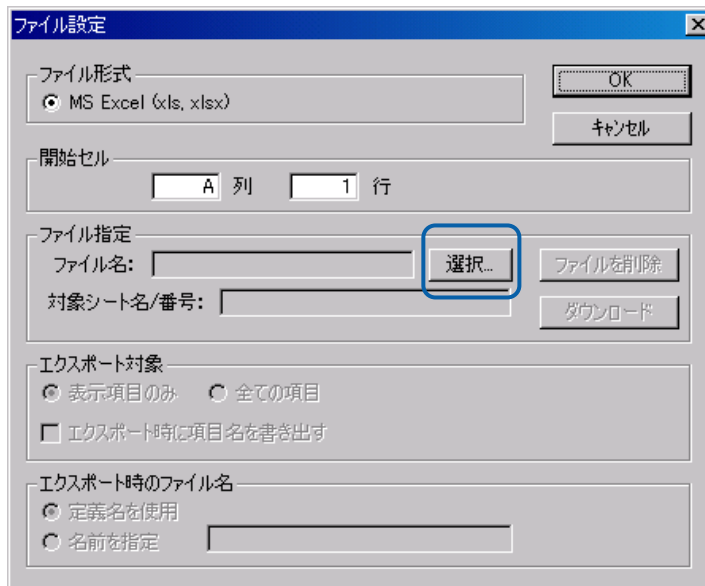 ファイル設定
ファイル形式
MS Excel (xls, xlsx)
OK
キャンセル
開始セル
A 列 1 行
ファイル指定
ファイル名: 選択... ファイルを削除
対象シート名/番号: ダウンロード
エクスポート対象
表示項目のみ 全ての項目
エクスポート時に項目名を書き出す
エクスポート時のファイル名
定義名を使用
名前を指定